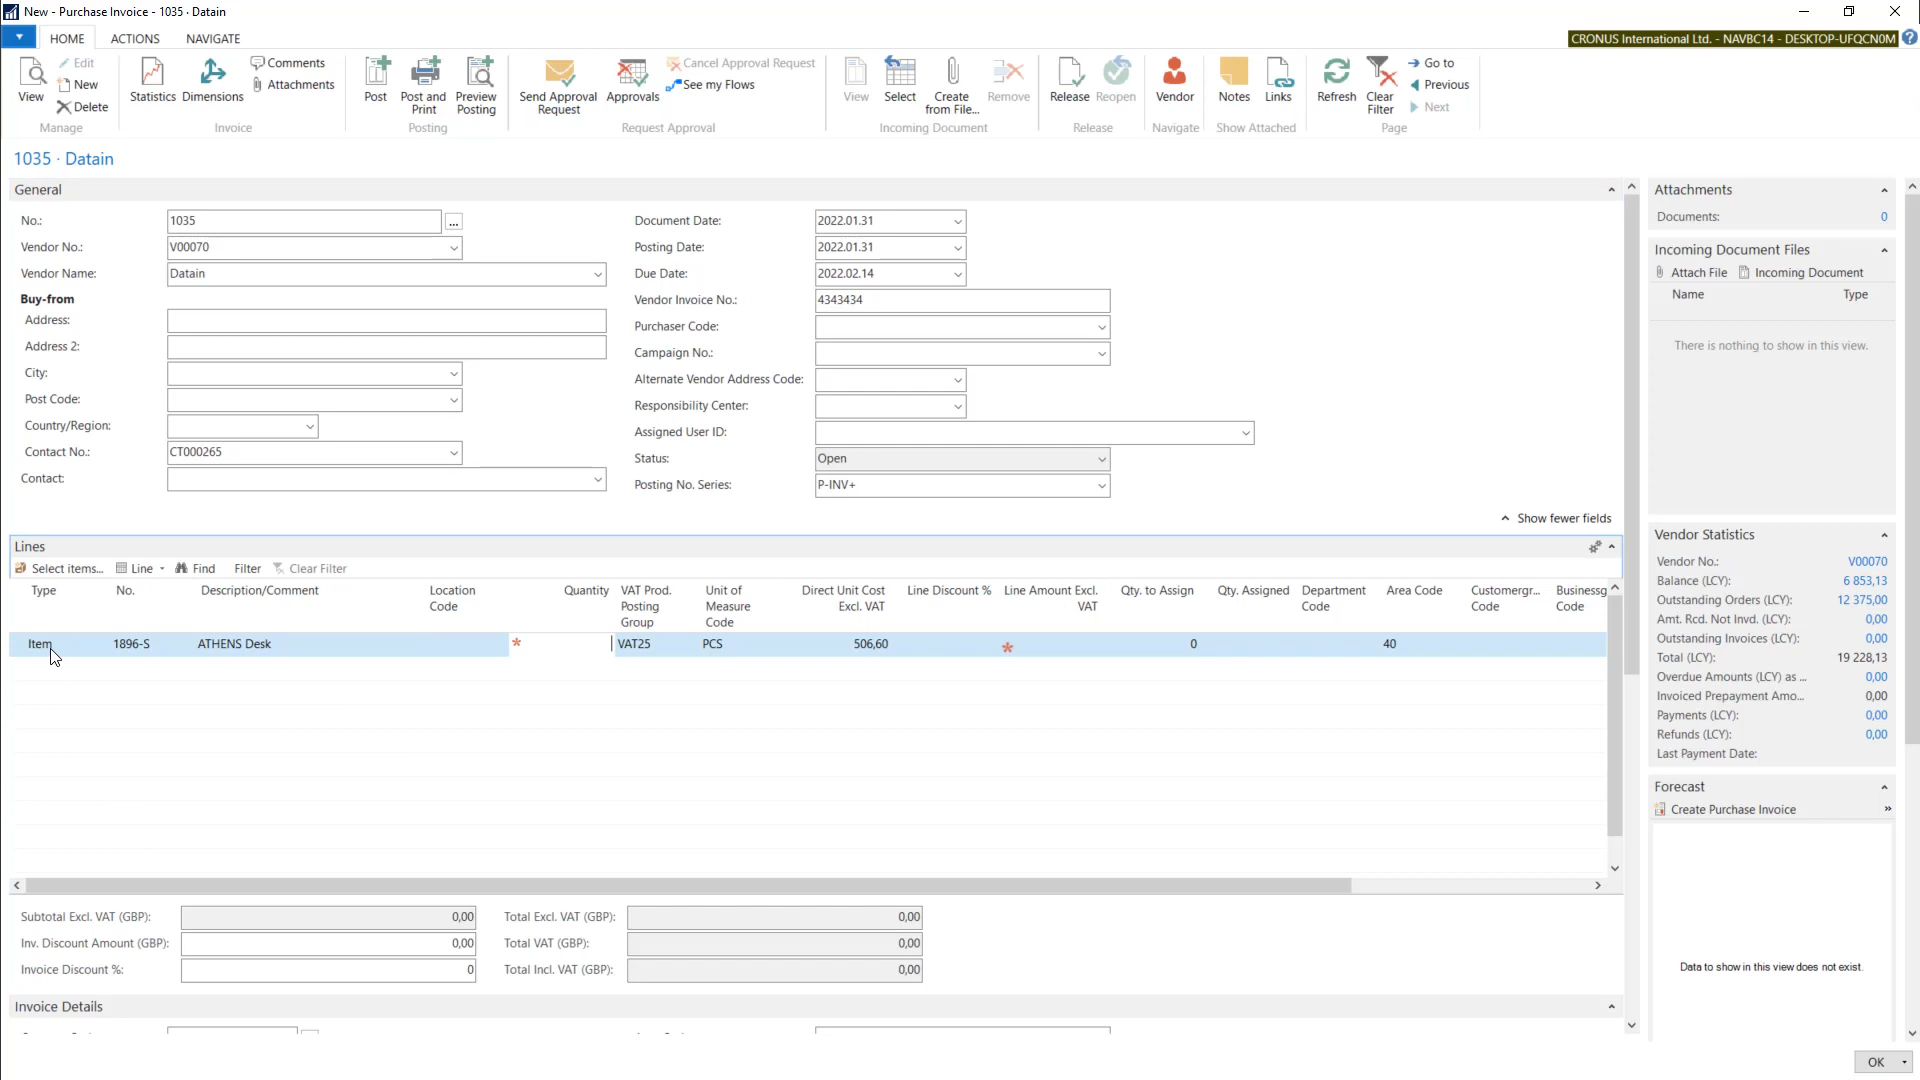 New - Purchase Invoice - 1035 · Datain
HOME ACTIONS NAVIGATE
CRONUS International Ltd. - NAVBC14 - DESKTOP-UFQCN0M ?
View
Edit
New
Delete
Manage
Statistics
Dimensions
Comments
Attachments
Invoice
Post
Post and Print
Preview Posting
Posting
Send Approval Request
Approvals
Cancel Approval Request
See my Flows
Request Approval
View
Select
Create from File...
Remove
Incoming Document
Release
Reopen
Release
Vendor
Navigate
Notes
Links
Show Attached
Refresh
Clear Filter
Go to
Previous
Next
Page
1035 · Datain
General
No.: 1035 ...
Vendor No.: V00070
Vendor Name: Datain
Buy-from
Address:
Address 2:
City:
Post Code:
Country/Region:
Contact No.: CT000265
Contact:
Document Date: 2022.01.31
Posting Date: 2022.01.31
Due Date: 2022.02.14
Vendor Invoice No.: 4343434
Purchaser Code:
Campaign No.:
Alternate Vendor Address Code:
Responsibility Center:
Assigned User ID:
Status: Open
Posting No. Series: P-INV+
Show fewer fields
Lines
Select items... Line Find Filter Clear Filter
Type No. Description/Comment Location Code Quantity VAT Prod. Posting Group Unit of Measure Code Direct Unit Cost Excl. VAT Line Discount % Line Amount Excl. VAT Qty. to Assign Qty. Assigned Department Code Area Code Customergr... Code Businessg Code
Item 1896-S ATHENS Desk * VAT25 PCS 506,60 * 0 40
Subtotal Excl. VAT (GBP): 0,00 Total Excl. VAT (GBP): 0,00
Inv. Discount Amount (GBP): 0,00 Total VAT (GBP): 0,00
Invoice Discount %: 0 Total Incl. VAT (GBP): 0,00
Invoice Details
Attachments
Documents: 0
Incoming Document Files
Attach File Incoming Document
Name Type
There is nothing to show in this view.
Vendor Statistics
Vendor No.: V00070
Balance (LCY): 6 853,13
Outstanding Orders (LCY): 12 375,00
Amt. Rcd. Not Invd. (LCY): 0,00
Outstanding Invoices (LCY): 0,00
Total (LCY): 19 228,13
Overdue Amounts (LCY) as ... 0,00
Invoiced Prepayment Amo... 0,00
Payments (LCY): 0,00
Refunds (LCY): 0,00
Last Payment Date:
Forecast
Create Purchase Invoice »
Data to show in this view does not exist.
OK